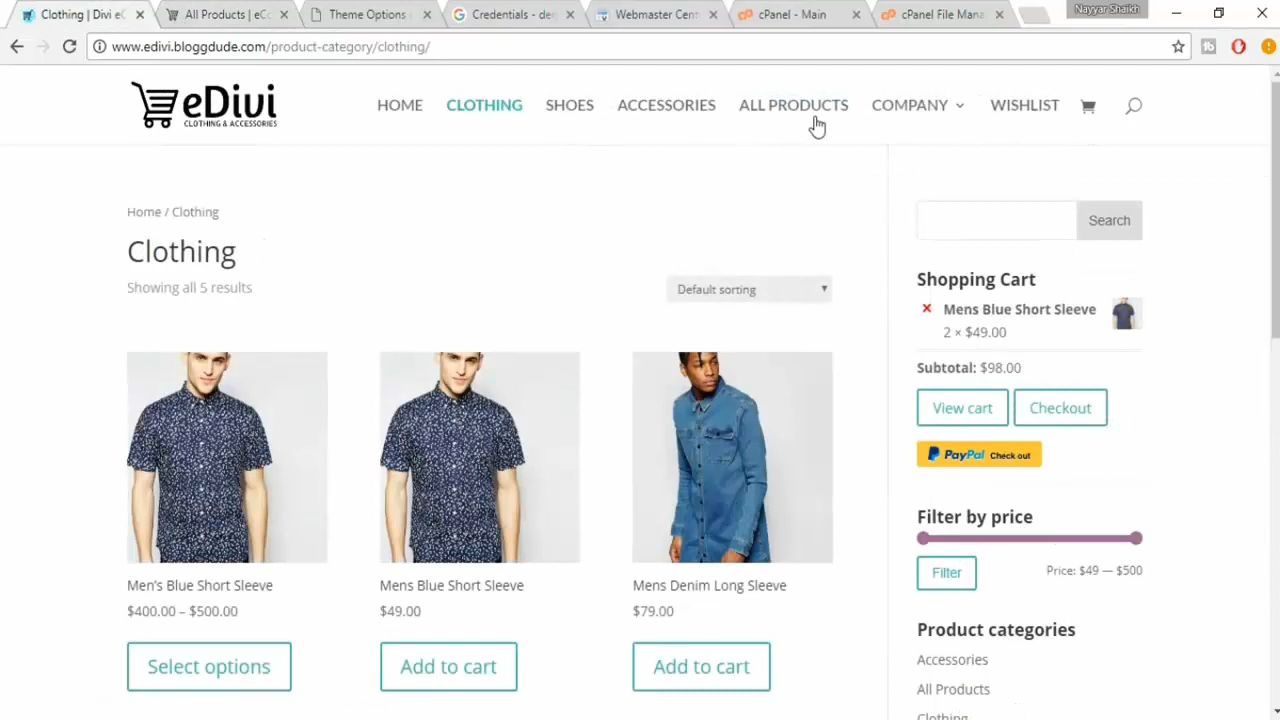 Clothing | Divi eC
All Products | eCc
Theme Options
Credentials - der
Webmaster Cent
cPanel - Main
cPanel File Mana
Nayyar Shaikh
www.edivi.bloggdude.com/product-category/clothing/
eDivi
CLOTHING & ACCESSORIES
HOME
CLOTHING
SHOES
ACCESSORIES
ALL PRODUCTS
COMPANY
WISHLIST
Home / Clothing
Clothing
Showing all 5 results
Default sorting
Men's Blue Short Sleeve
$400.00 – $500.00
Select options
Mens Blue Short Sleeve
$49.00
Add to cart
Mens Denim Long Sleeve
$79.00
Add to cart
Search
Shopping Cart
Mens Blue Short Sleeve
2 × $49.00
Subtotal: $98.00
View cart
Checkout
PayPal Check out
Filter by price
Filter
Price: $49 — $500
Product categories
Accessories
All Products
Clothing